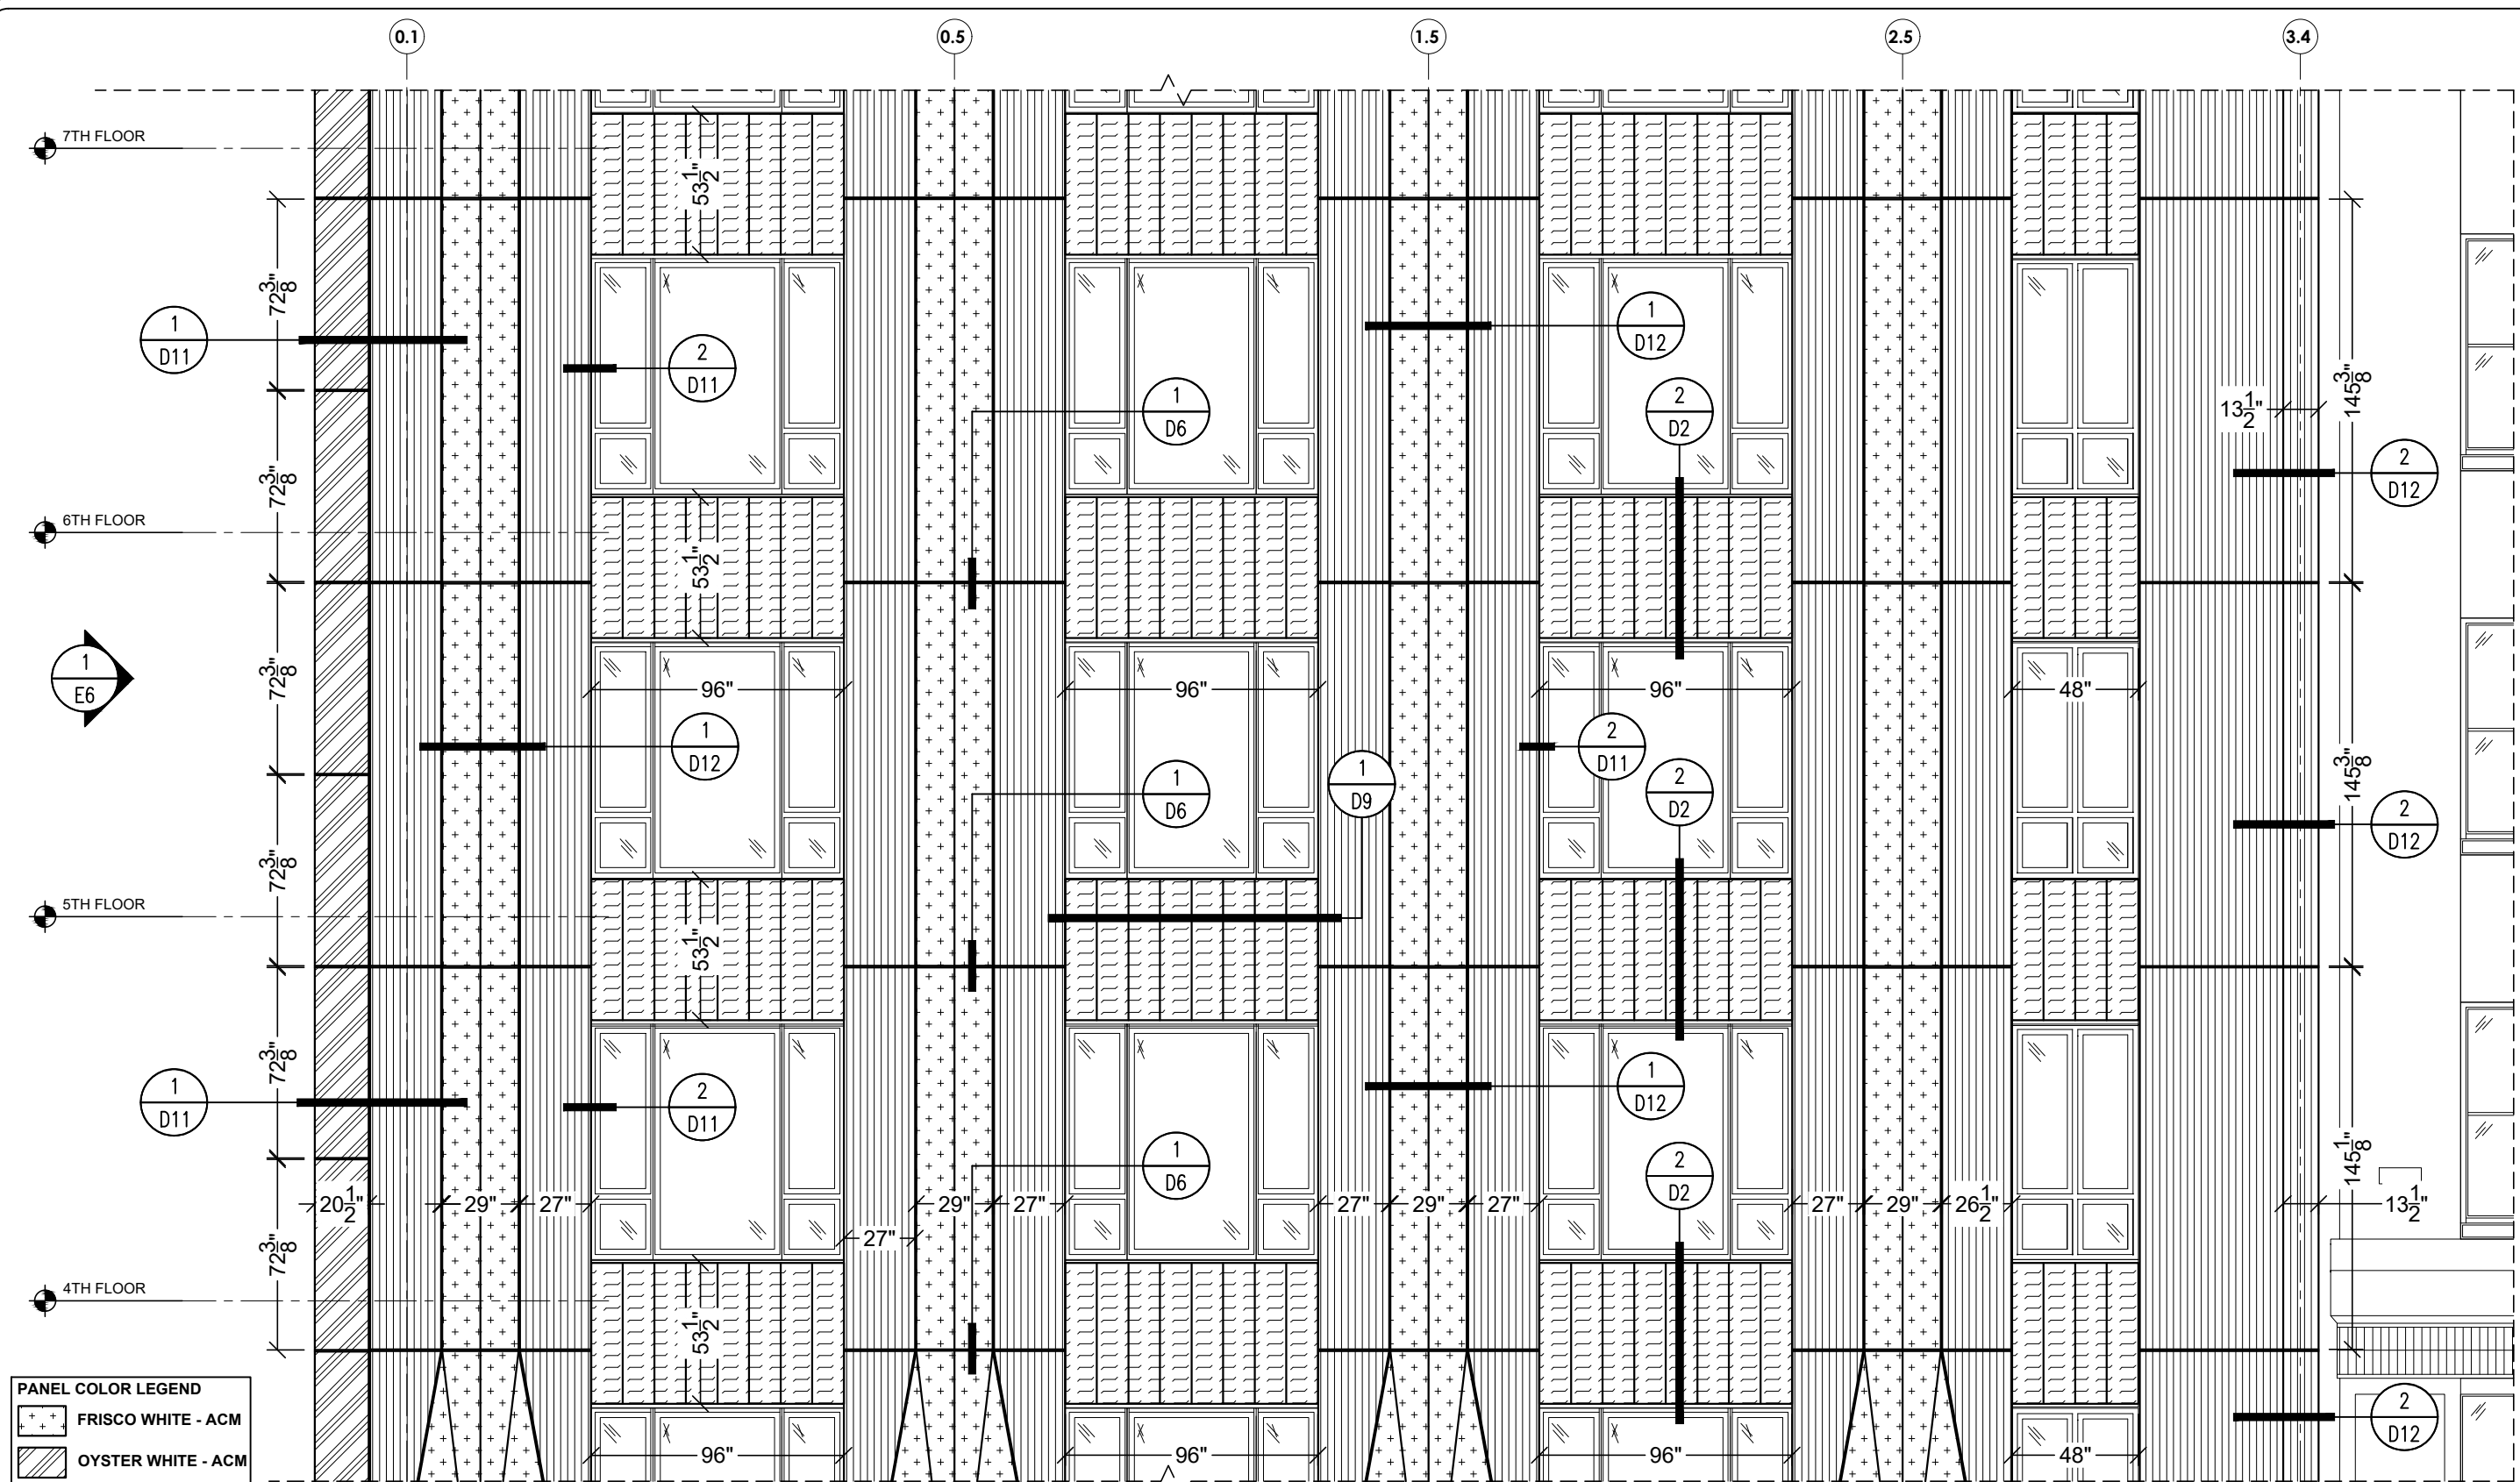 0.1 0.5 1.5 2.5 3.4
7TH FLOOR
53 1/2"
72 3/8"
1 D11
2 D11
1 D12
145 3/8"
13 1/2"
1 D6
2 D2
2 D12
72 3/8"
6TH FLOOR
53 1/2"
1 E6
72 3/8"
96" 96" 96" 48"
1 D12
2 D11
1 D9
1 D6
2 D2
145 3/8"
2 D12
72 3/8"
5TH FLOOR
53 1/2"
72 3/8"
1 D11
2 D11
1 D12
1 D6
2 D2
145 1/8"
20 1/2" 29" 27" 29" 27" 27" 29" 27" 27" 29" 26 1/2" 13 1/2"
27"
72 3/8"
4TH FLOOR
53 1/2"
PANEL COLOR LEGEND
FRISCO WHITE - ACM
OYSTER WHITE - ACM
2 D12
96" 96" 96" 48"